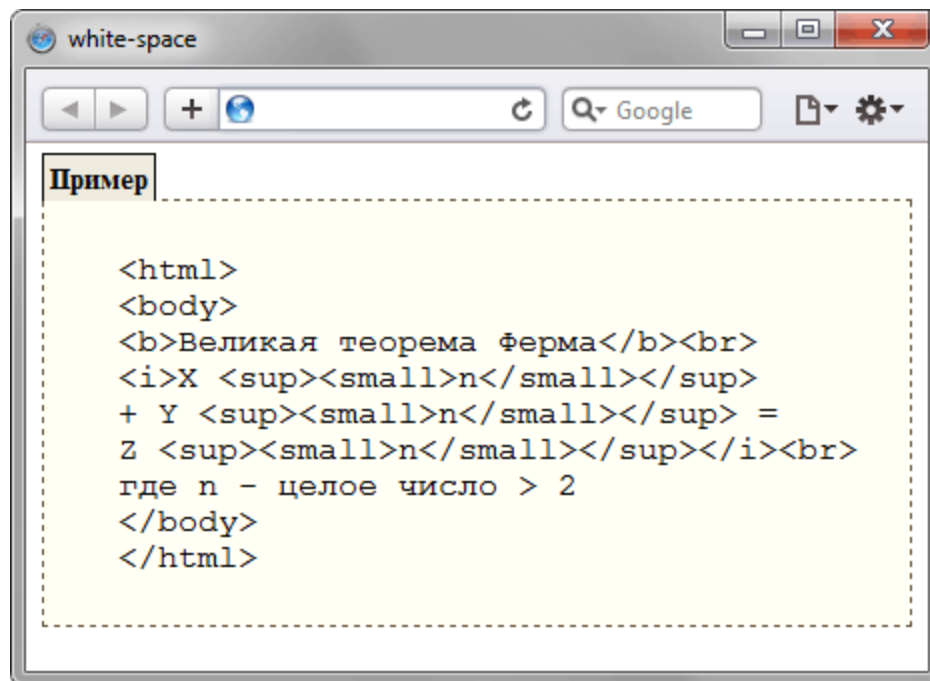 white-space
Google
Пример
<html>
<body>
<b>Великая теорема Ферма</b><br>
<i>X <sup><small>n</small></sup>
+ Y <sup><small>n</small></sup> =
Z <sup><small>n</small></sup></i><br>
где n - целое число > 2
</body>
</html>